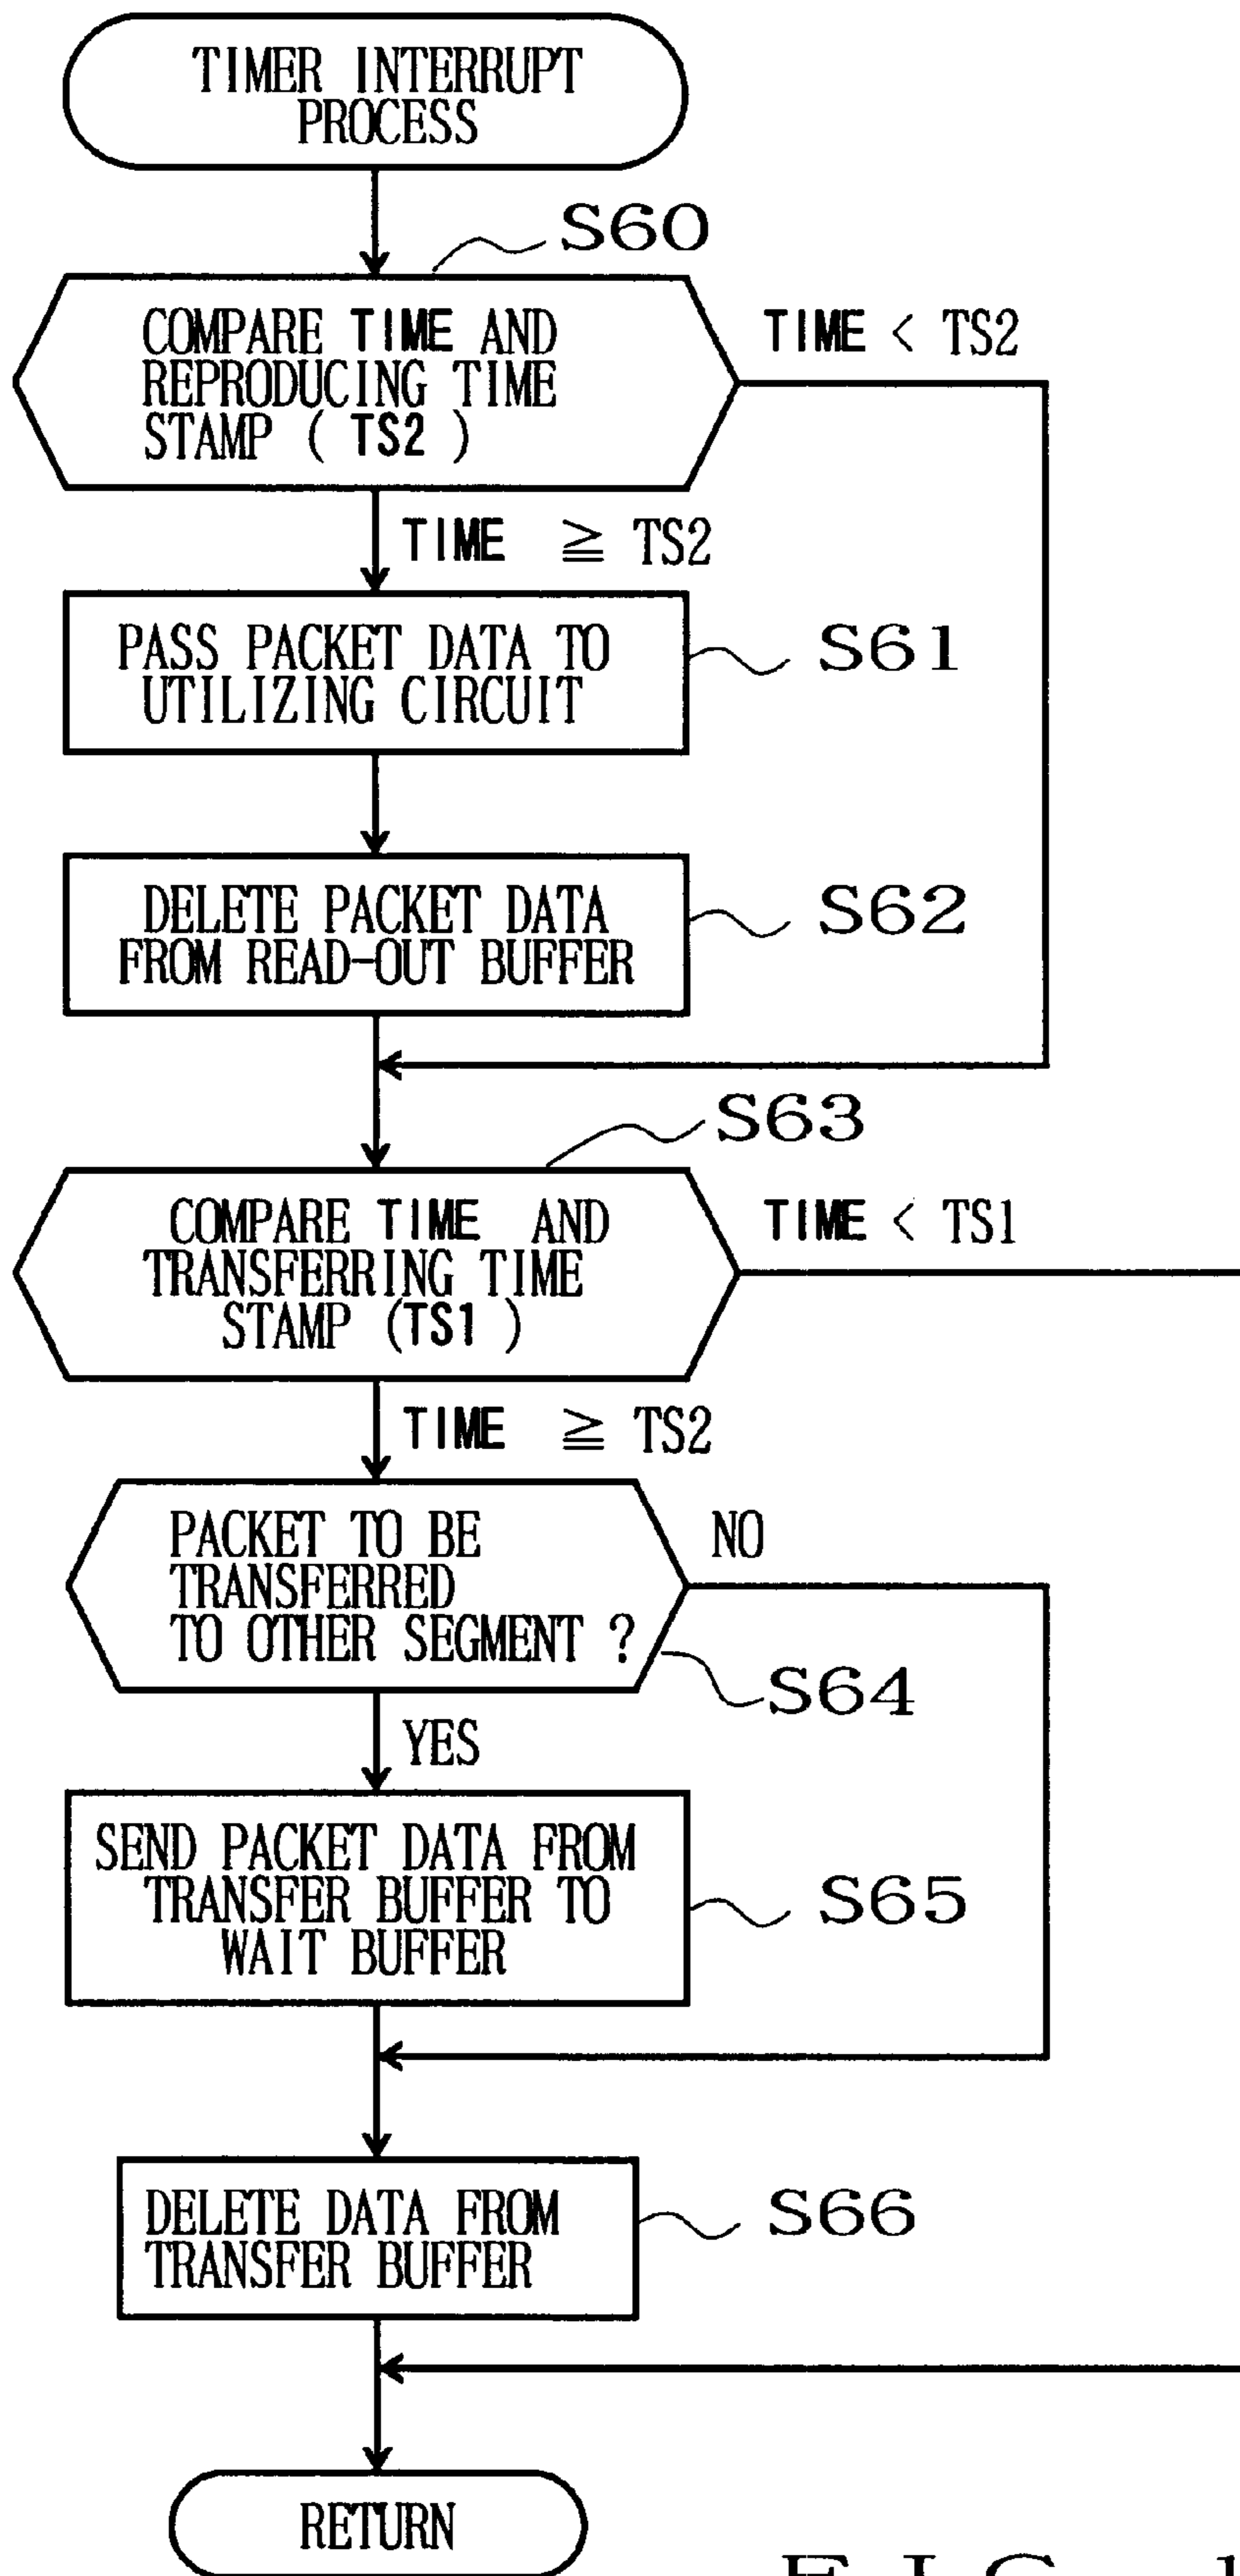 TIMER INTERRUPT
PROCESS
S60
COMPARE TIME AND
REPRODUCING TIME
STAMP ( TS2 )
TIME < TS2
TIME ≧ TS2
PASS PACKET DATA TO
UTILIZING CIRCUIT
S61
DELETE PACKET DATA
FROM READ-OUT BUFFER
S62
S63
COMPARE TIME AND
TRANSFERRING TIME
STAMP (TS1 )
TIME < TS1
TIME ≧ TS2
PACKET TO BE
TRANSFERRED
TO OTHER SEGMENT ?
NO
S64
YES
SEND PACKET DATA FROM
TRANSFER BUFFER TO
WAIT BUFFER
S65
DELETE DATA FROM
TRANSFER BUFFER
S66
RETURN